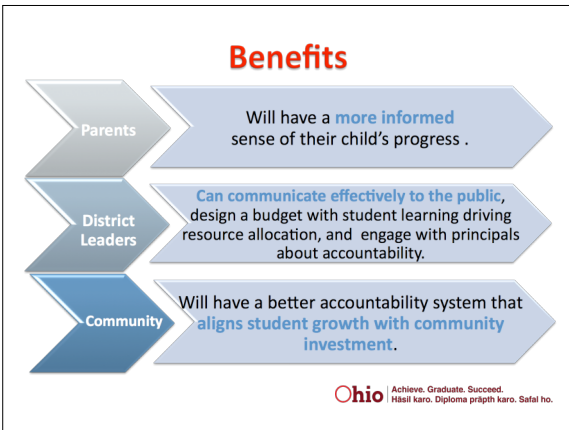 Benefits
Parents
Will have a more informed
sense of their child's progress .
District
Leaders
Can communicate effectively to the public,
design a budget with student learning driving
resource allocation, and engage with principals
about accountability.
Community
Will have a better accountability system that
aligns student growth with community
investment.
Ohio
Achieve. Graduate. Succeed.
Hāsil karo. Diploma prāpth karo. Safal ho.